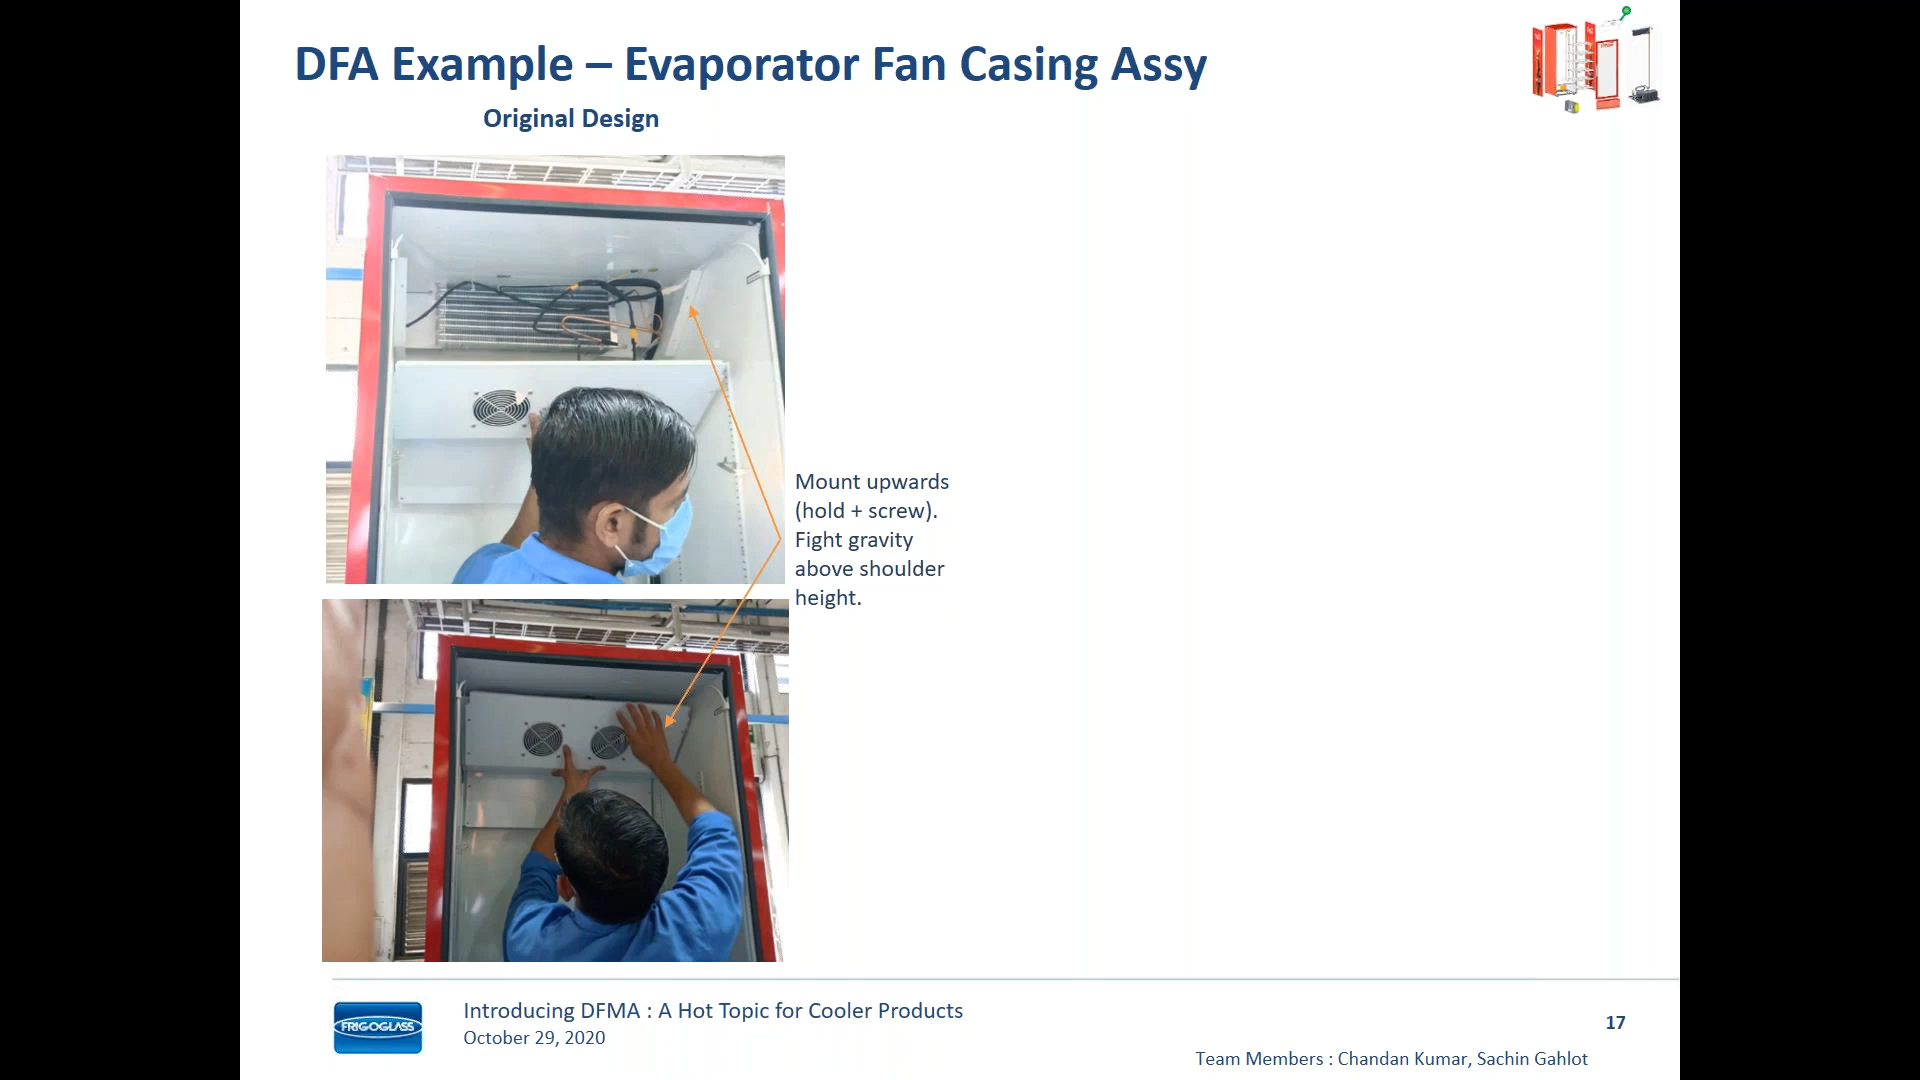 DFA Example – Evaporator Fan Casing Assy
Original Design
Mount upwards
(hold + screw).
Fight gravity
above shoulder
height.
FRIGOGLASS
Introducing DFMA : A Hot Topic for Cooler Products
October 29, 2020
17
Team Members : Chandan Kumar, Sachin Gahlot